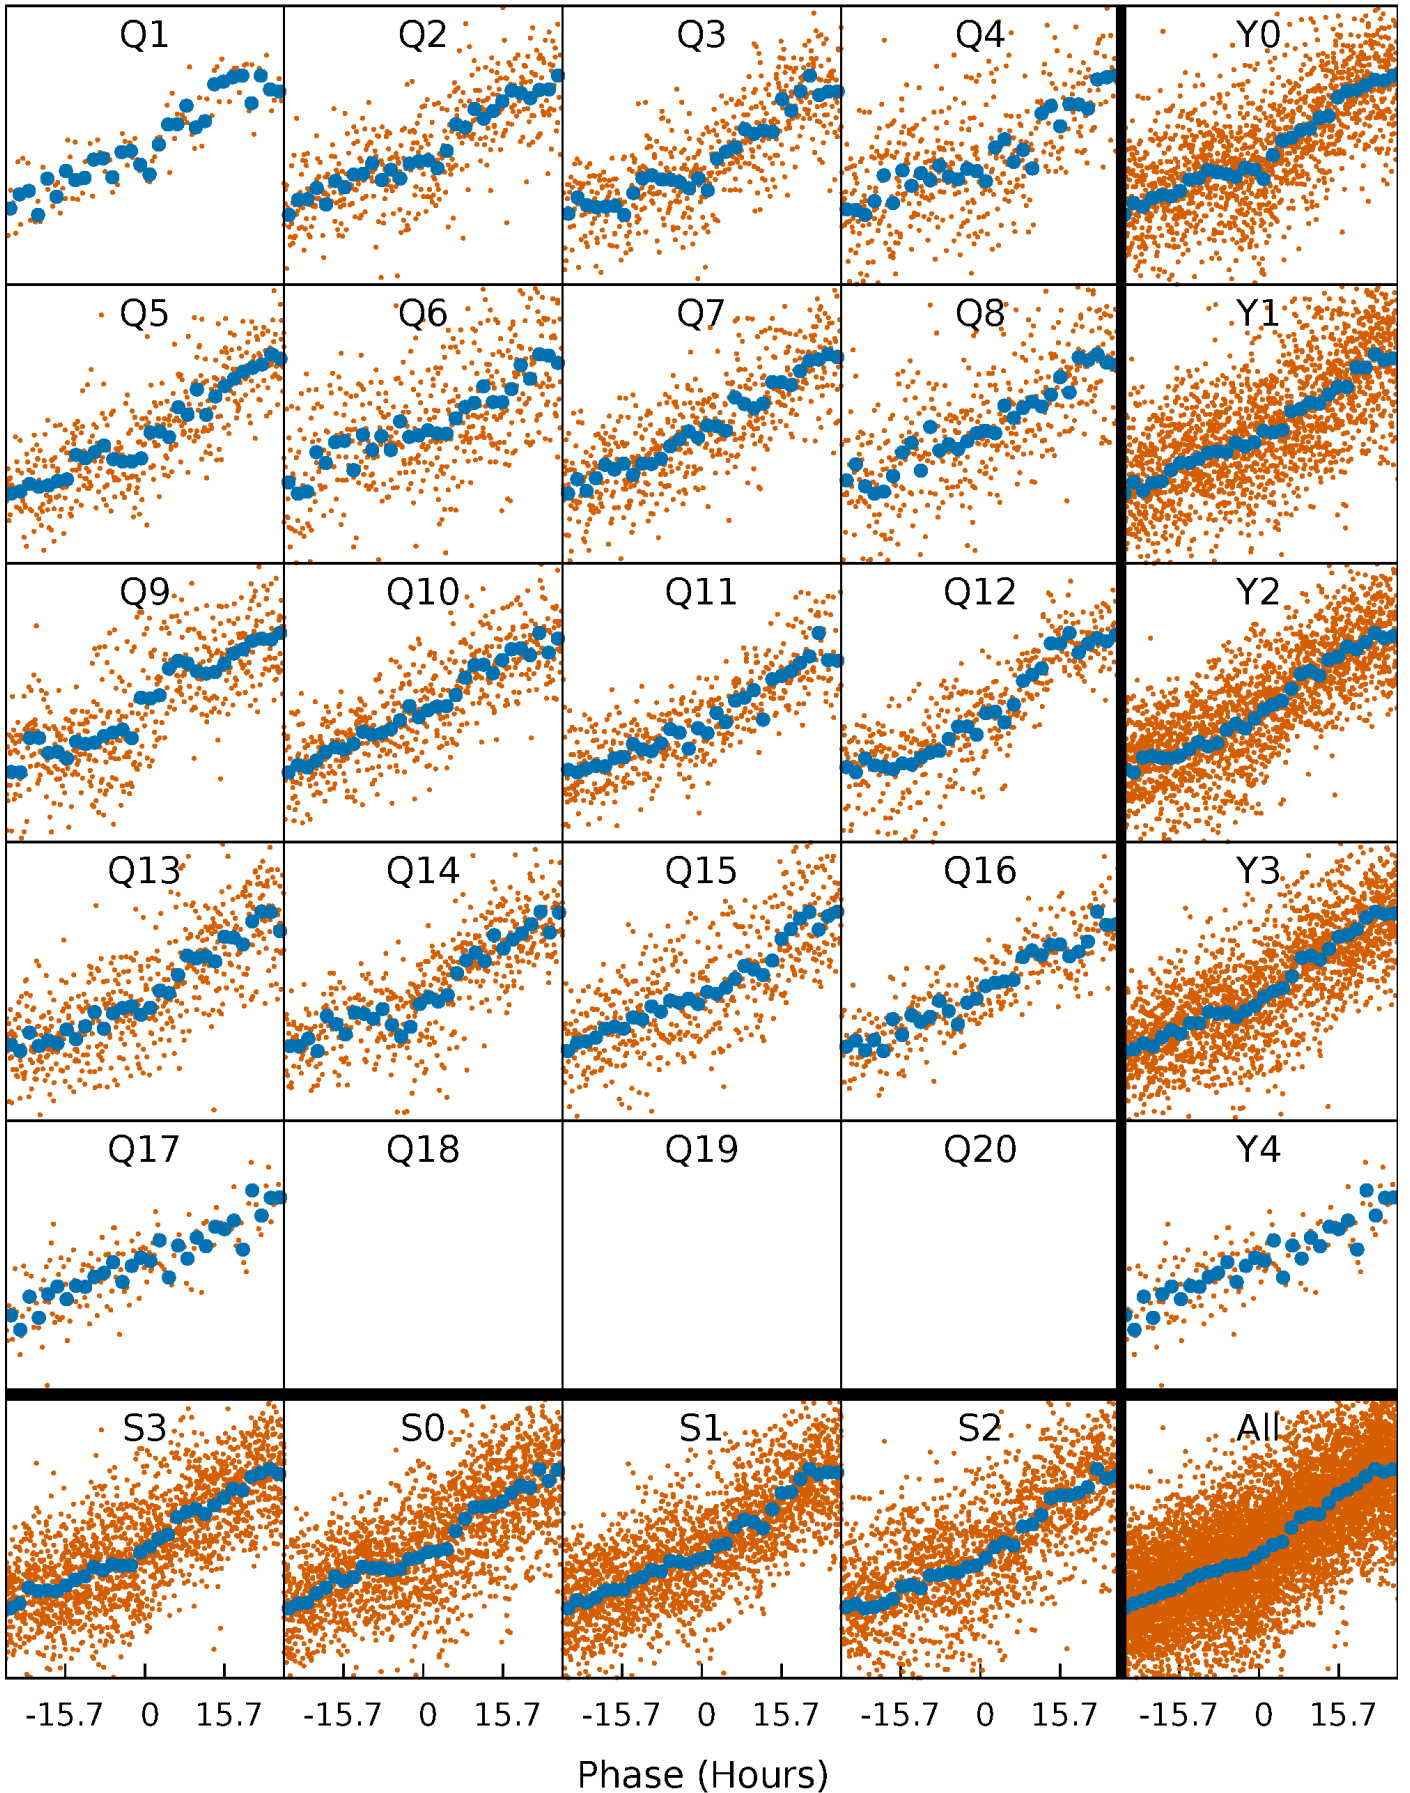 Q1 Q2 Q3 Q4 Y0
Q5 Q6 Q7 Q8 Y1
Q9 Q10 Q11 Q12 Y2
Q13 Q14 Q15 Q16 Y3
Q17 Q18 Q19 Q20 Y4
S3 S0 S1 S2 All
-15.7 0 15.7 -15.7 0 15.7 -15.7 0 15.7 -15.7 0 15.7 -15.7 0 15.7
Phase (Hours)